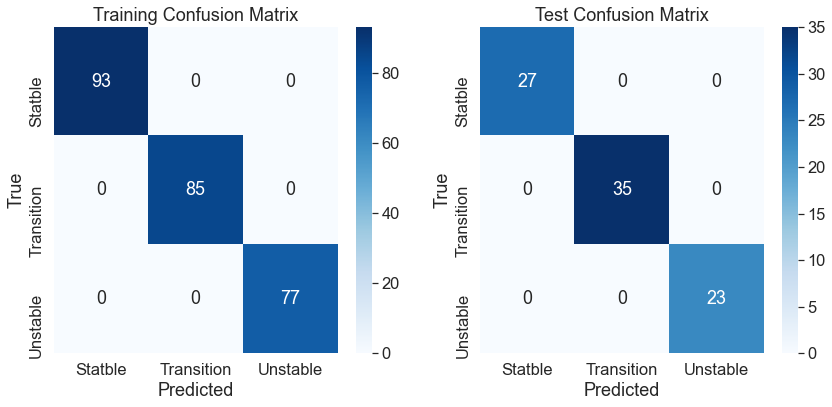 Training Confusion Matrix
True
Statble
93 0 0
Transition
0 85 0
Unstable
0 0 77
Statble Transition Unstable
Predicted
80
60
40
20
0
Test Confusion Matrix
True
Statble
27 0 0
Transition
0 35 0
Unstable
0 0 23
Statble Transition Unstable
Predicted
35
30
25
20
15
10
5
0